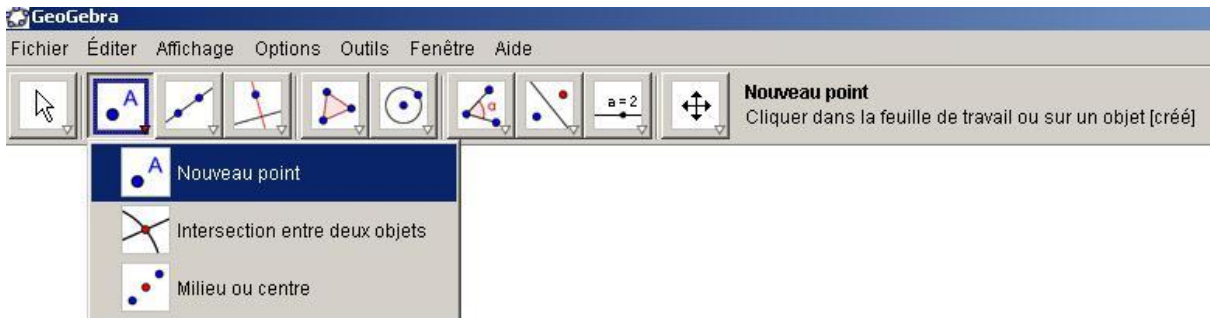 GeoGebra
Fichier Éditer Affichage Options Outils Fenêtre Aide
A
α
a = 2
Nouveau point
Cliquer dans la feuille de travail ou sur un objet [créé]
A
Nouveau point
Intersection entre deux objets
Milieu ou centre